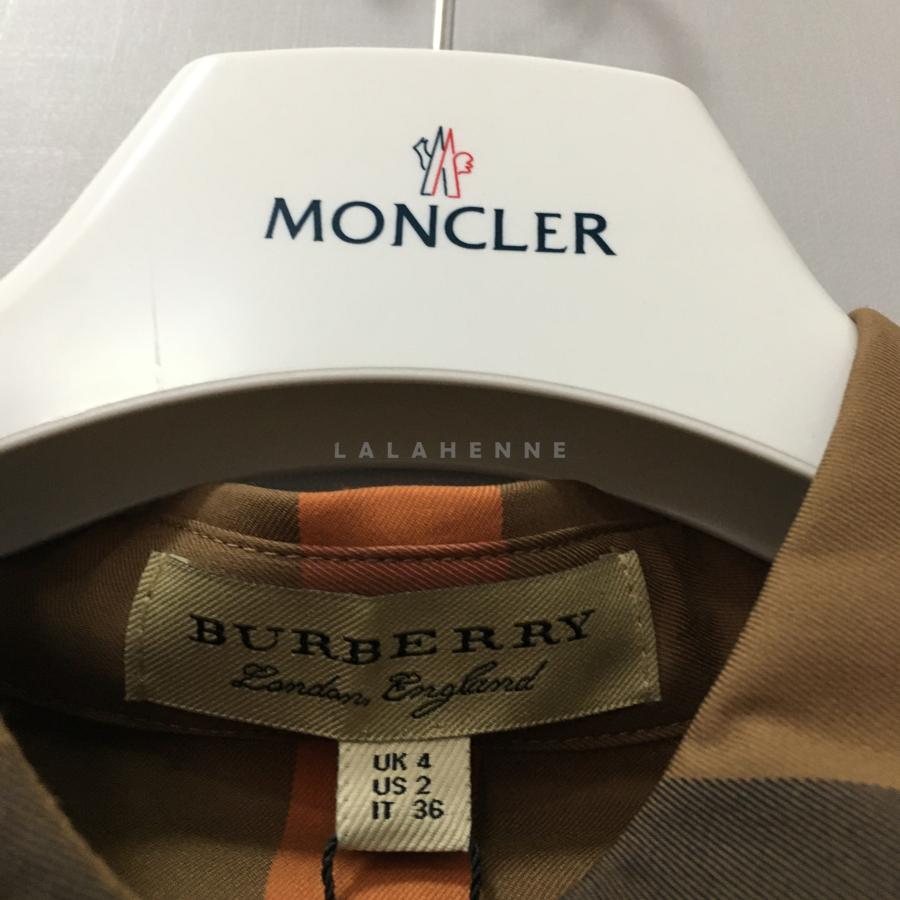 MONCLER
LALAHENNE
BURBERRY
London, England
UK 4
US 2
IT 36